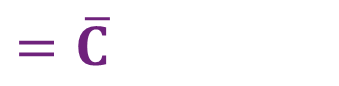 = C̄